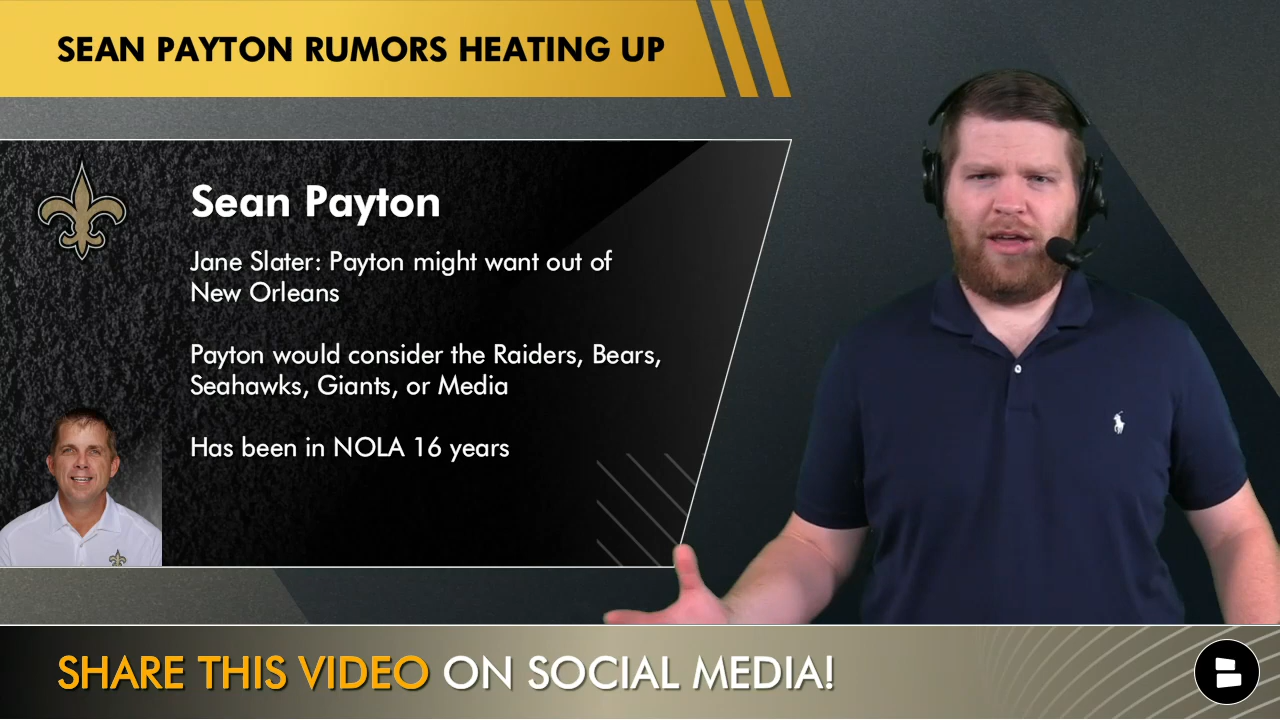 SEAN PAYTON RUMORS HEATING UP
Sean Payton
Jane Slater: Payton might want out of
New Orleans
Payton would consider the Raiders, Bears,
Seahawks, Giants, or Media
Has been in NOLA 16 years
SHARE THIS VIDEO ON SOCIAL MEDIA!